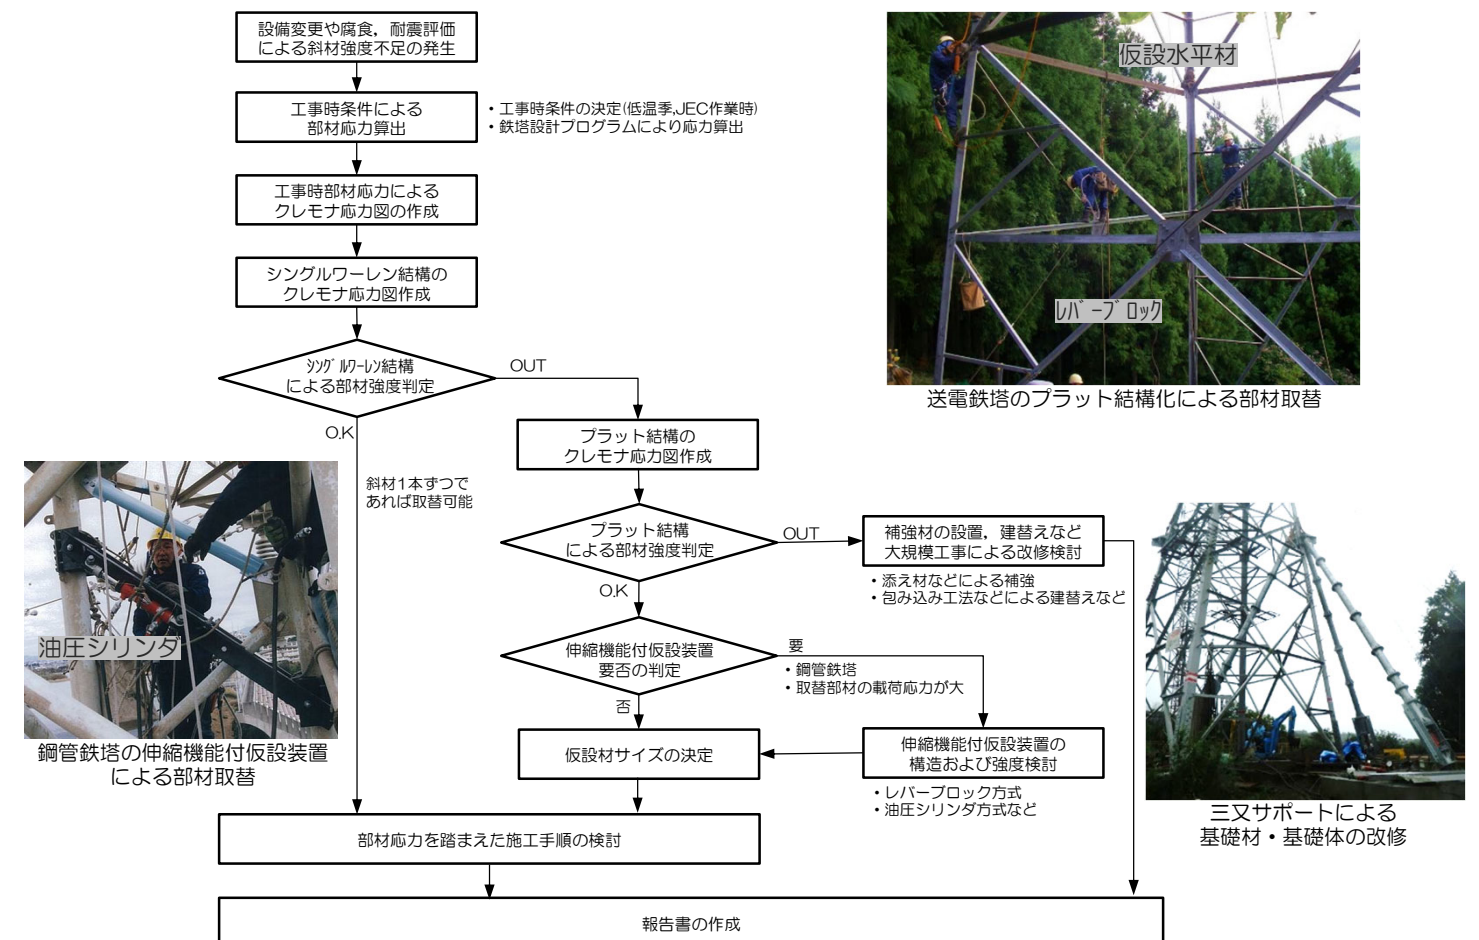 設備変更や腐食，耐震評価
による斜材強度不足の発生
工事時条件による
部材応力算出
・工事時条件の決定(低温季,JEC作業時)
・鉄塔設計プログラムにより応力算出
工事時部材応力による
クレモナ応力図の作成
シングルワーレン結構の
クレモナ応力図作成
ｼﾝｸﾞﾙﾜｰﾚﾝ結構
による部材強度判定
OUT
O.K
斜材1本ずつで
あれば取替可能
プラット結構の
クレモナ応力図作成
プラット結構
による部材強度判定
OUT
O.K
補強材の設置，建替えなど
大規模工事による改修検討
・添え材などによる補強
・包み込み工法などによる建替えなど
伸縮機能付仮設装置
要否の判定
要
・鋼管鉄塔
・取替部材の載荷応力が大
否
仮設材サイズの決定
伸縮機能付仮設装置の
構造および強度検討
・レバーブロック方式
・油圧シリンダ方式など
部材応力を踏まえた施工手順の検討
報告書の作成
仮設水平材
ﾚﾊﾞｰﾌﾞﾛｯｸ
送電鉄塔のプラット結構化による部材取替
油圧シリンダ
鋼管鉄塔の伸縮機能付仮設装置
による部材取替
三又サポートによる
基礎材・基礎体の改修